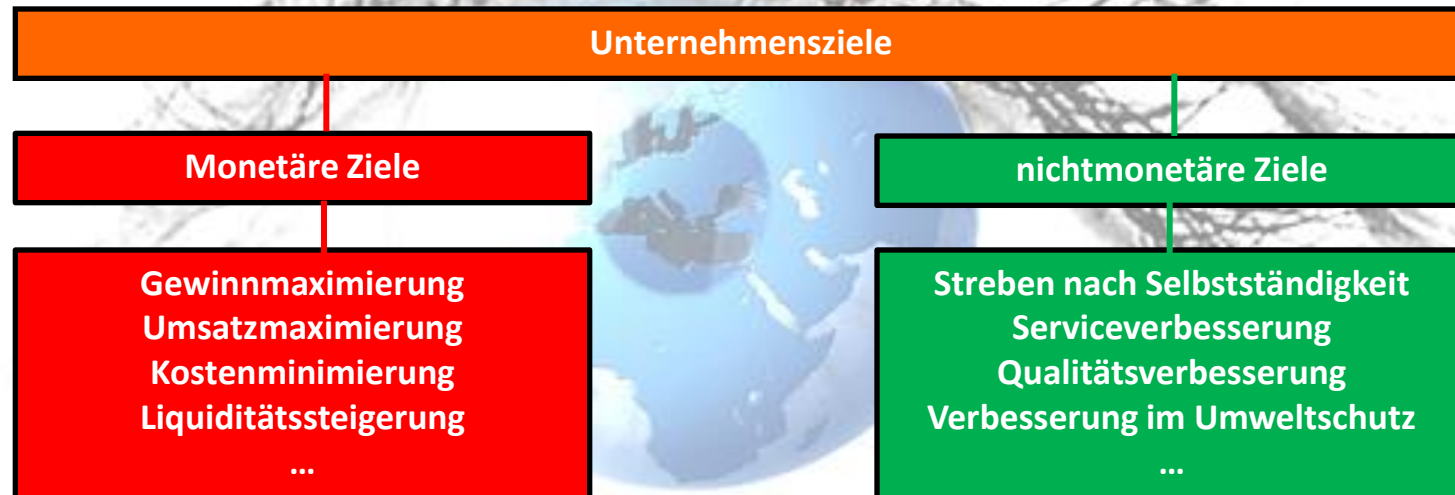 Unternehmensziele
Monetäre Ziele
nichtmonetäre Ziele
Gewinnmaximierung
Umsatzmaximierung
Kostenminimierung
Liquiditätssteigerung
...
Streben nach Selbstständigkeit
Serviceverbesserung
Qualitätsverbesserung
Verbesserung im Umweltschutz
...